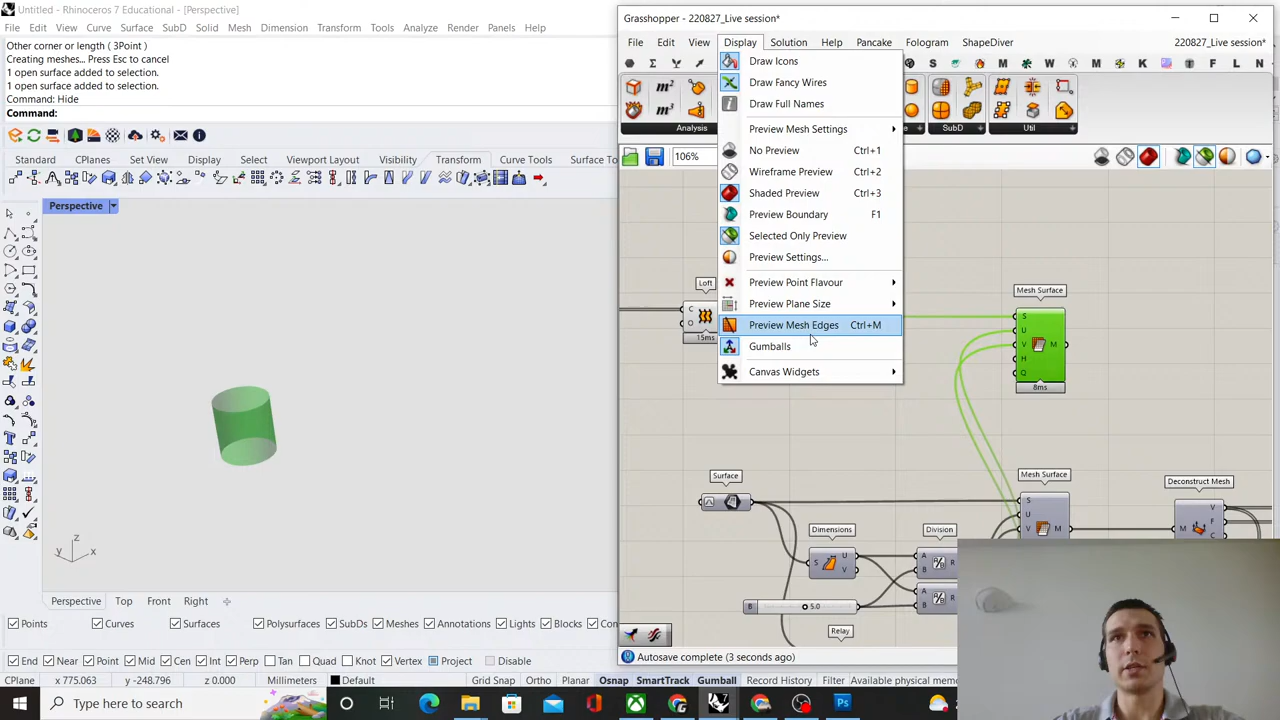 Untitled - Rhinoceros 7 Educational - [Perspective]
File Edit View Curve Surface Solid Mesh Dimension Transform Tools Analyze Render Panels Help
Other corner or length ( 3Point )
Creating meshes... Press Esc to cancel
1 open surface added to selection.
1 open surface added to selection.
Command: Hide
Command:
Standard CPlanes Set View Display Select Viewport Layout Visibility Transform Curve Tools Surface To
Perspective
z
y x
Perspective Top Front Right
Points Curves Surfaces Polysurfaces SubDs Meshes Annotations Lights Blocks Con
End Near Point Mid Cen Int Perp Tan Quad Knot Vertex Project Disable
CPlane x 775.063 y -248.796 z 0.000 Millimeters Default Grid Snap Ortho Planar Osnap SmartTrack Gumball Record History Filter Available physical memory
Type here to search
Grasshopper - 220827_Live session*
File Edit View Display Solution Help Pancake Fologram ShapeDiver 220827_Live session*
Analysis
SubD
Util
106%
Draw Icons
Draw Fancy Wires
Draw Full Names
Preview Mesh Settings
No Preview Ctrl+1
Wireframe Preview Ctrl+2
Shaded Preview Ctrl+3
Preview Boundary F1
Selected Only Preview
Preview Settings...
Preview Point Flavour
Preview Plane Size
Preview Mesh Edges Ctrl+M
Gumballs
Canvas Widgets
Loft
C
O
15ms
Mesh Surface
S
U
V M
H
Q
8ms
Surface
Mesh Surface
S
U
V M
Deconstruct Mesh
V
M F
C
Dimensions
U
S
V
Division
A
B R
A
B R
B 5.0
Relay
Autosave complete (3 seconds ago)